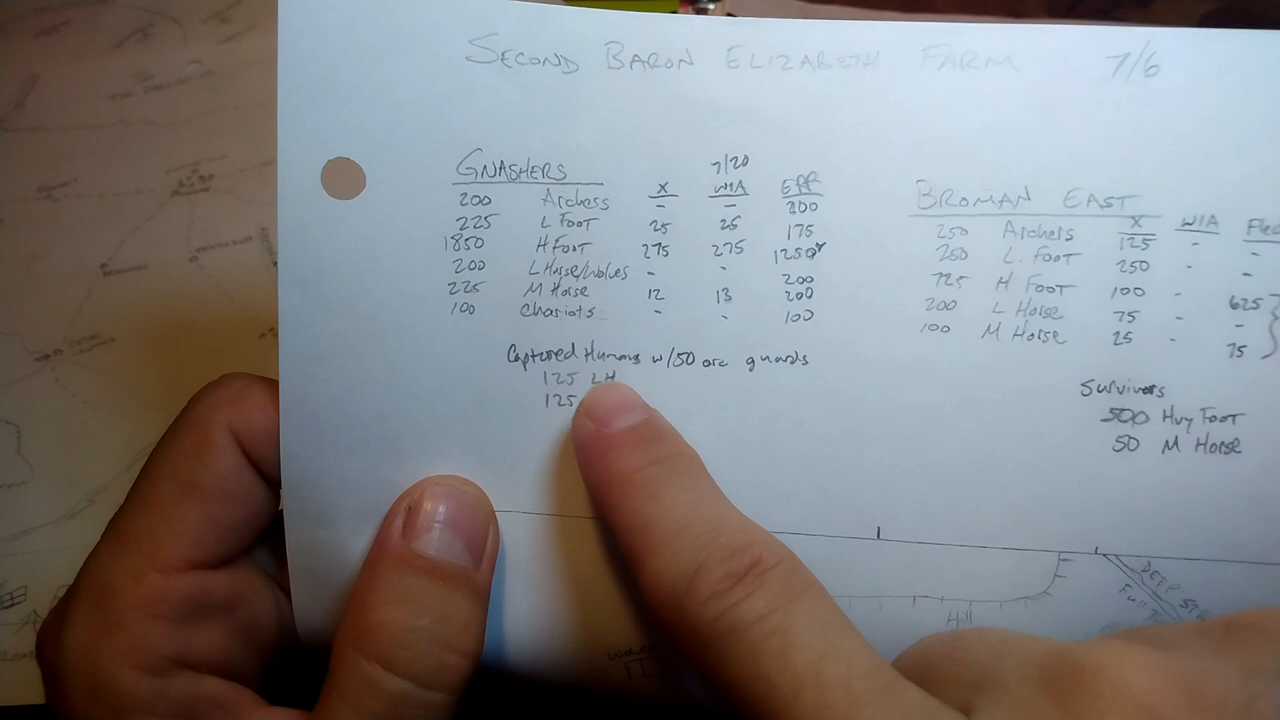 SECOND BARON ELIZABETH FARM 7/6
GNASHERS
7/20
X WIA EFF
200 Archers - - 200
225 L FOOT 25 25 175
1850 H FOOT 275 275 1250
200 L Horse/Wolves - - 200
225 M Horse 12 13 200
100 Chariots - - 100
Captured Humans w/50 orc guards
125 LH
125
BROMAN EAST
X WIA Fled
250 Archers 125 - -
250 L. FOOT 250 - -
725 H FOOT 100 - 625
200 L Horse 75 - -
100 M Horse 25 75
Survivors
500 Hvy FOOT
50 M Horse
Hill
DEEP